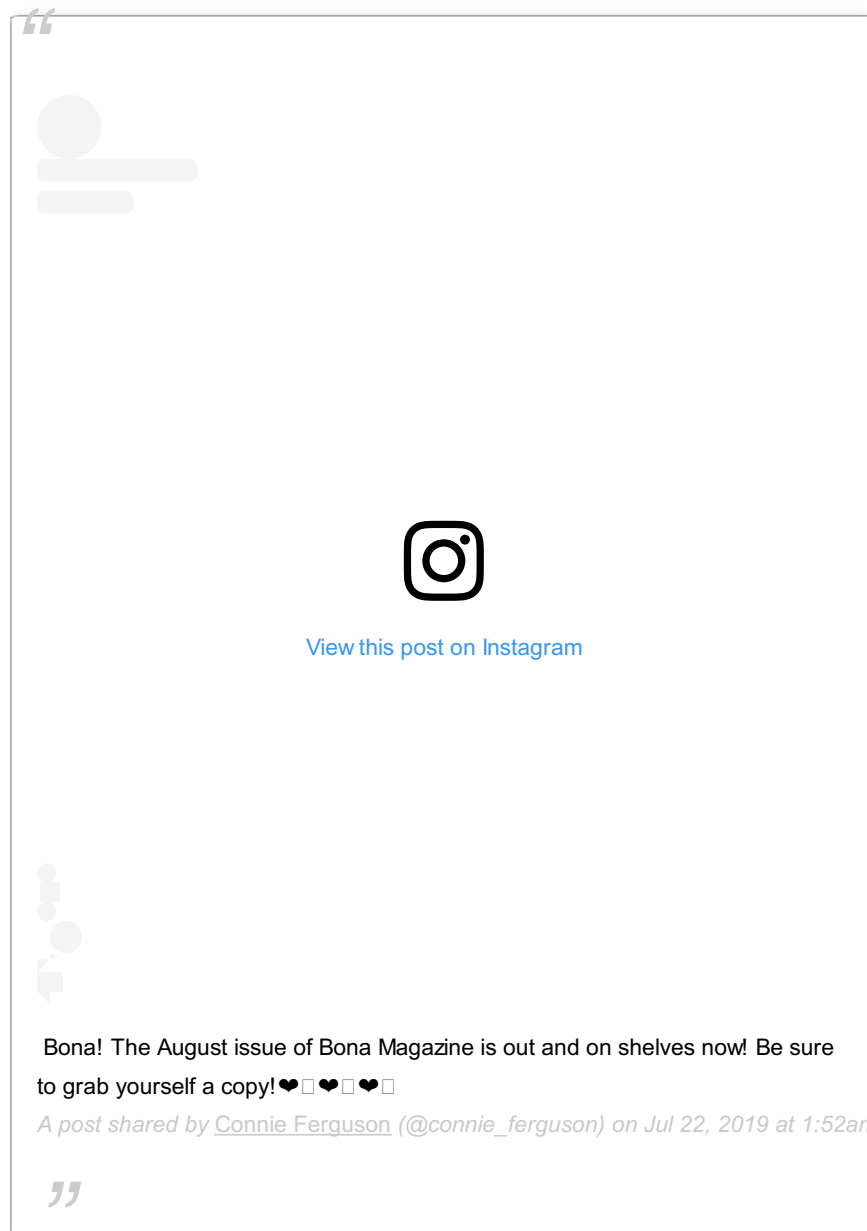 “
View this post on Instagram
Bona! The August issue of Bona Magazine is out and on shelves now! Be sure
to grab yourself a copy!❤□❤□❤□
A post shared by Connie Ferguson (@connie_ferguson) on Jul 22, 2019 at 1:52am
”